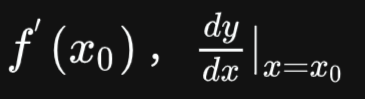 f′(x₀) , dy/dx |ₓ₌ₓ₀